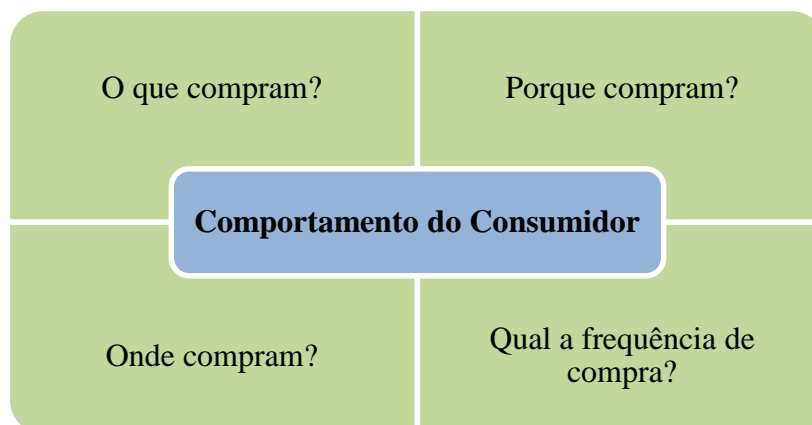 O que compram?
Porque compram?
Comportamento do Consumidor
Onde compram?
Qual a frequência de
compra?